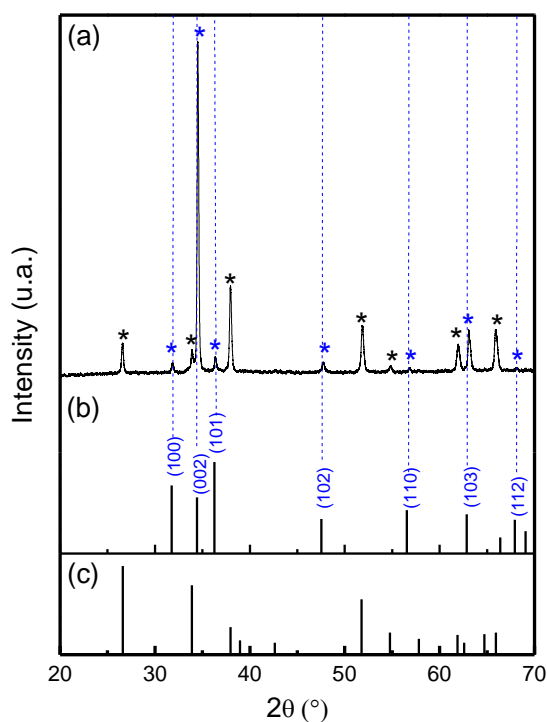 (a)
*
* * * * * * * * * * * * *
Intensity (u.a.)
(b)
(100) (002) (101) (102) (110) (103) (112)
(c)
20 30 40 50 60 70
2θ (°)